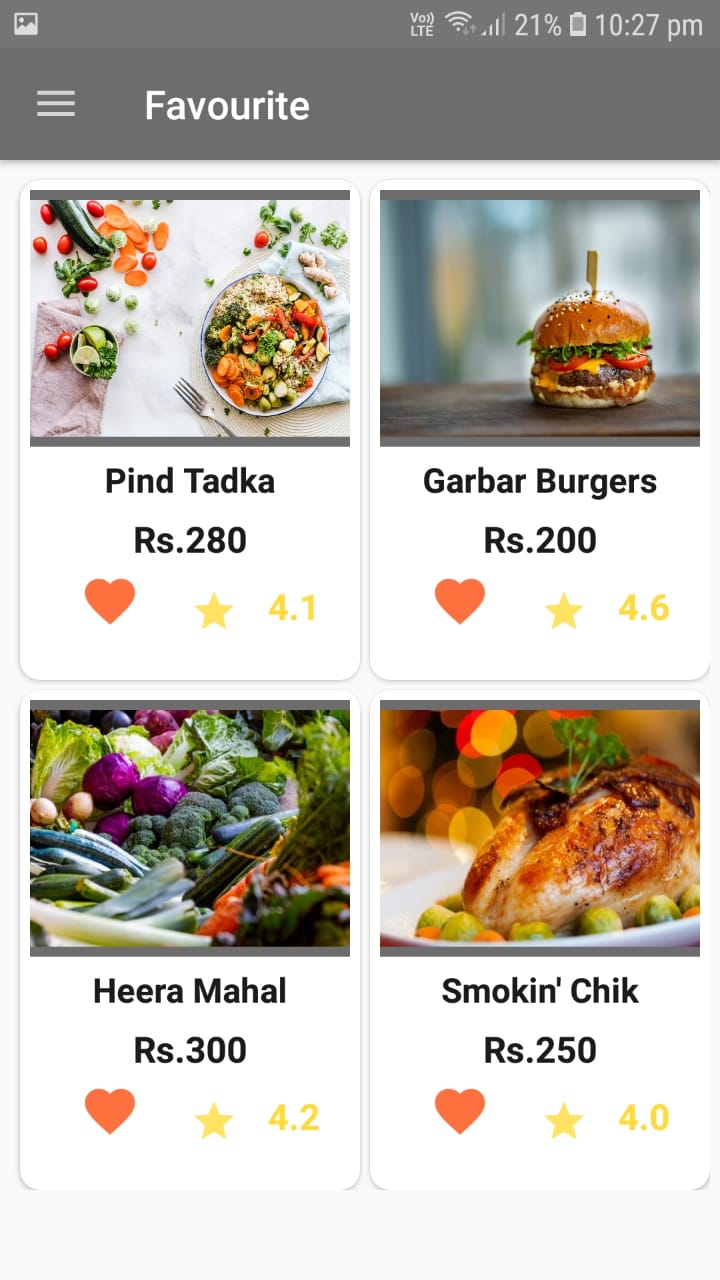 Vo))
LTE
21%
10:27 pm
Favourite
Pind Tadka
Rs.280
4.1
Garbar Burgers
Rs.200
4.6
Heera Mahal
Rs.300
4.2
Smokin' Chik
Rs.250
4.0